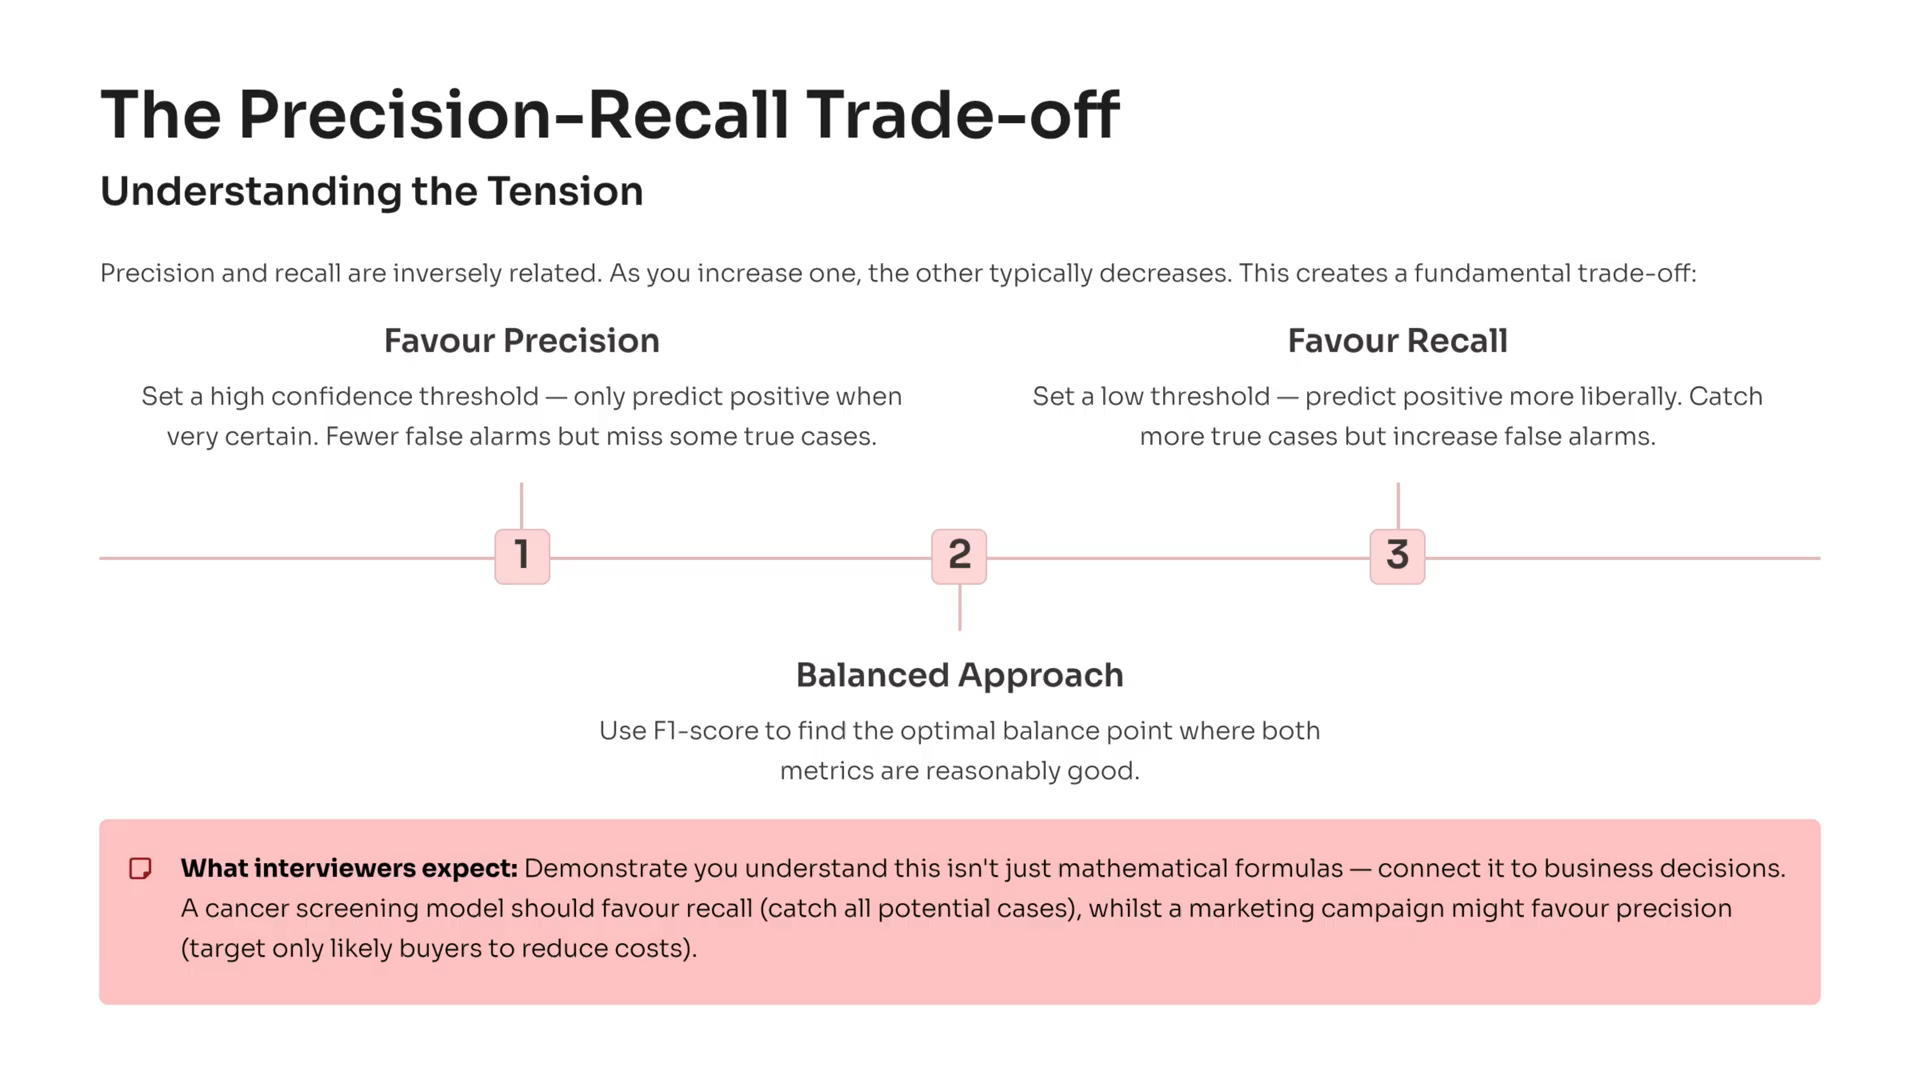 The Precision-Recall Trade-off
Understanding the Tension
Precision and recall are inversely related. As you increase one, the other typically decreases. This creates a fundamental trade-off:
Favour Precision
Set a high confidence threshold — only predict positive when
very certain. Fewer false alarms but miss some true cases.
Favour Recall
Set a low threshold — predict positive more liberally. Catch
more true cases but increase false alarms.
1
2
3
Balanced Approach
Use F1-score to find the optimal balance point where both
metrics are reasonably good.
What interviewers expect: Demonstrate you understand this isn't just mathematical formulas — connect it to business decisions.
A cancer screening model should favour recall (catch all potential cases), whilst a marketing campaign might favour precision
(target only likely buyers to reduce costs).